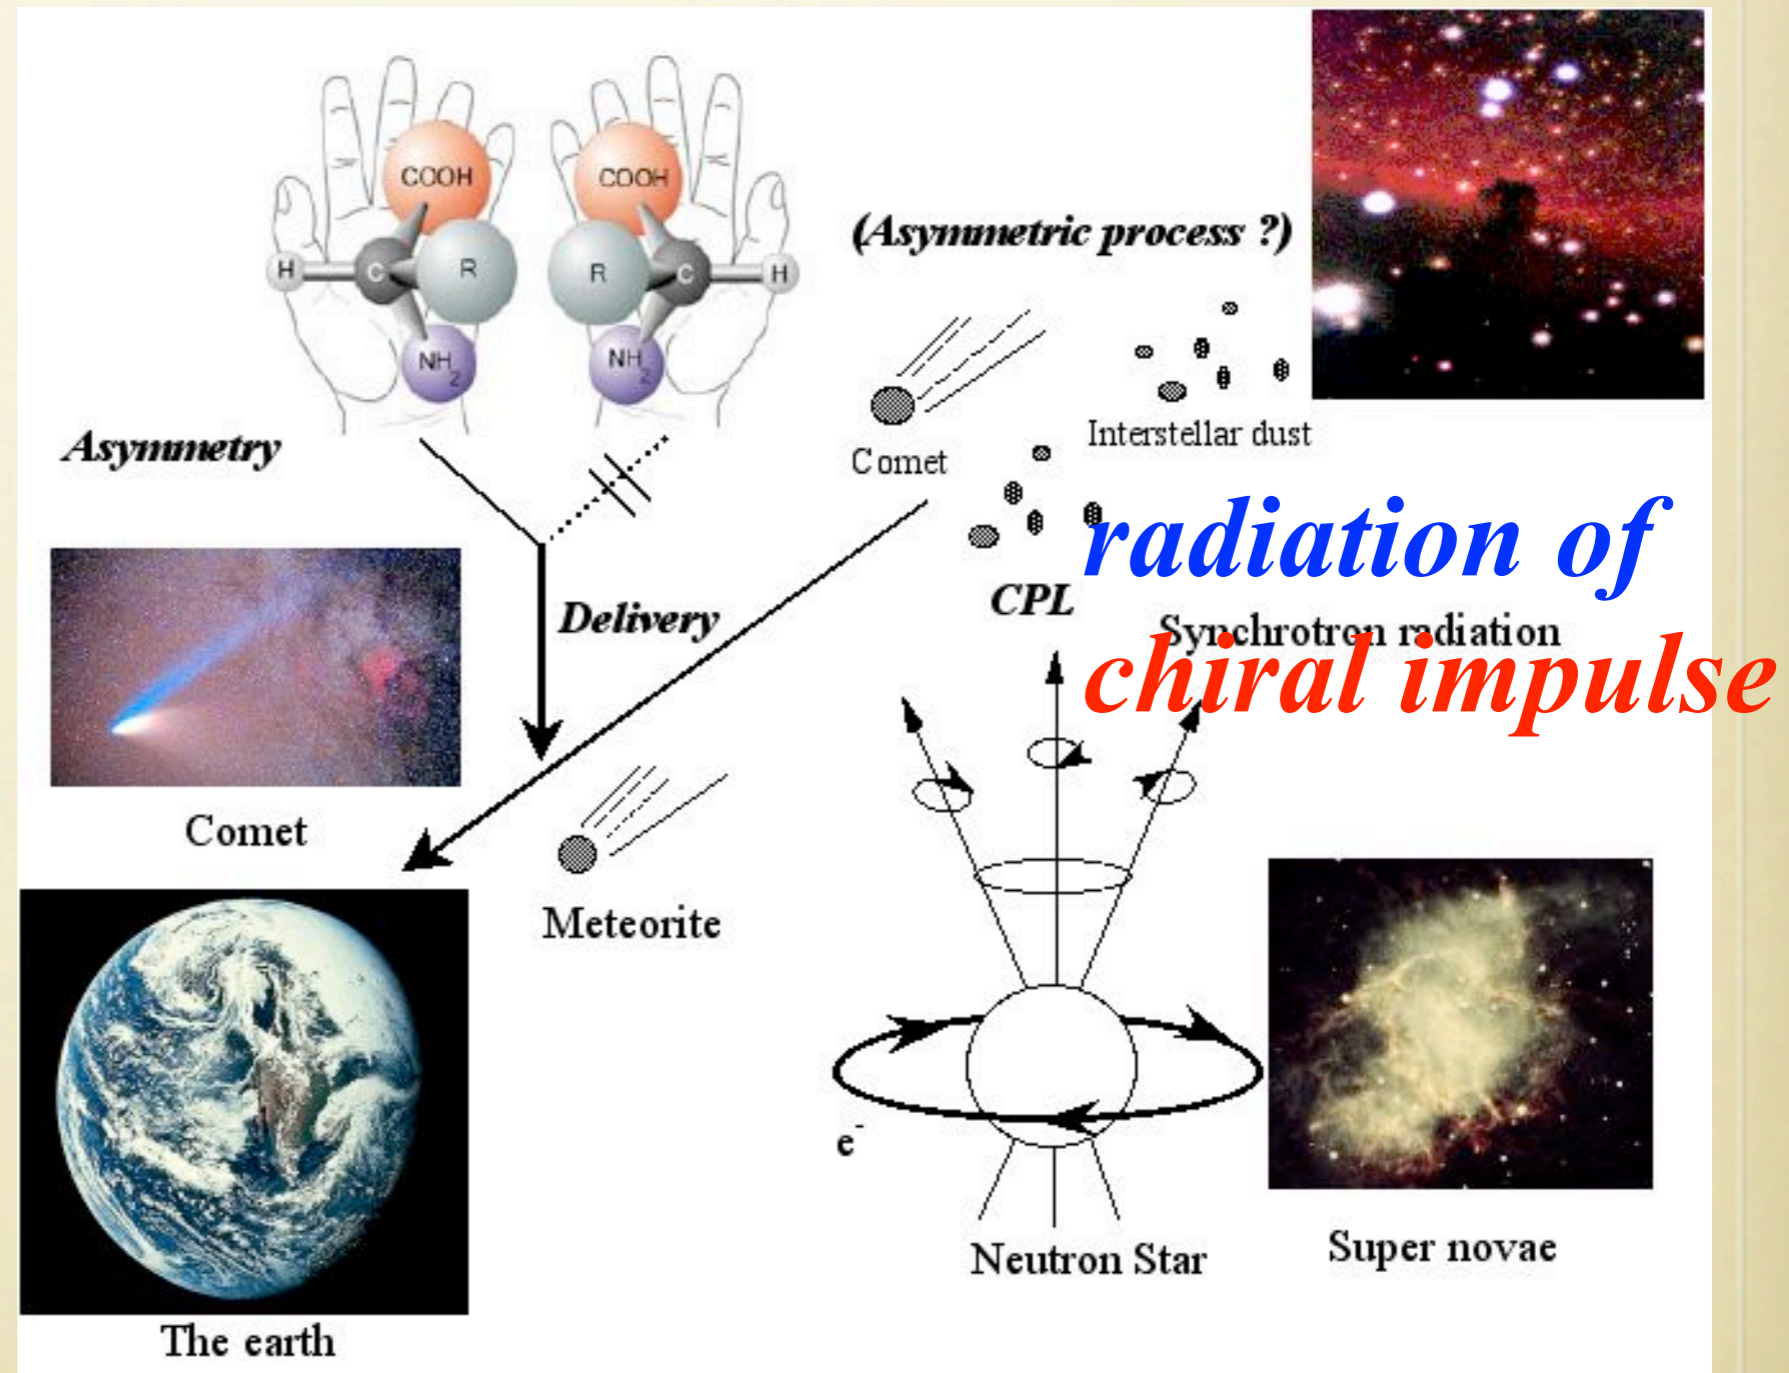 COOH
COOH
H
C
R
R
C
H
NH2
NH2
(Asymmetric process ?)
Asymmetry
Comet
Interstellar dust
radiation of
CPL
Delivery
Synchrotron radiation
chiral impulse
Comet
Meteorite
e-
Neutron Star
Super novae
The earth